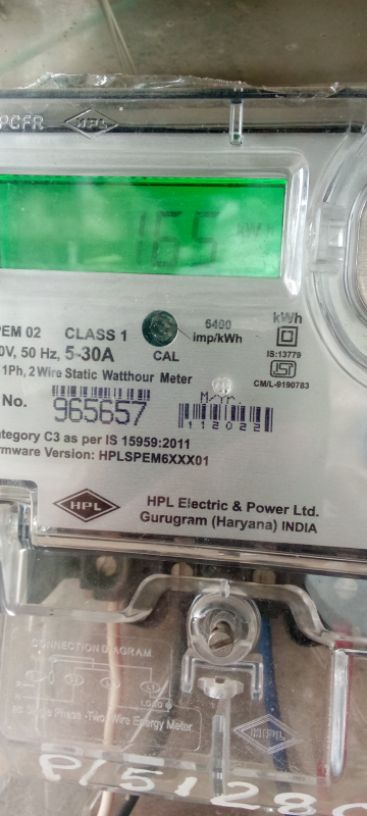 PCFR HPL
165 kWh
PEM 02 CLASS 1
0V, 50 Hz, 5-30A
CAL
6400
imp/kWh
kWh
IS:13779
ISI
CM/L-9190783
1Ph, 2 Wire Static Watthour Meter
No. 965657
M/Yr.
112022
ategory C3 as per IS 15959:2011
rmware Version: HPLSPEM6XXX01
HPL
HPL Electric & Power Ltd.
Gurugram (Haryana) INDIA
CONNECTION DIAGRAM
LOAD
Single Phase -Two Wire Energy Meter
HPL
P/5128